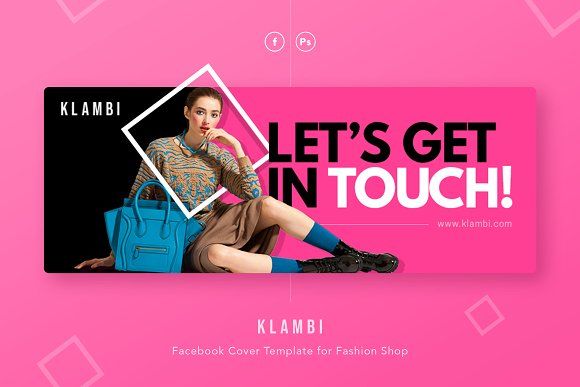 f Ps
KLAMBI
LET'S GET
IN TOUCH!
www.klambi.com
KLAMBI
Facebook Cover Template for Fashion Shop